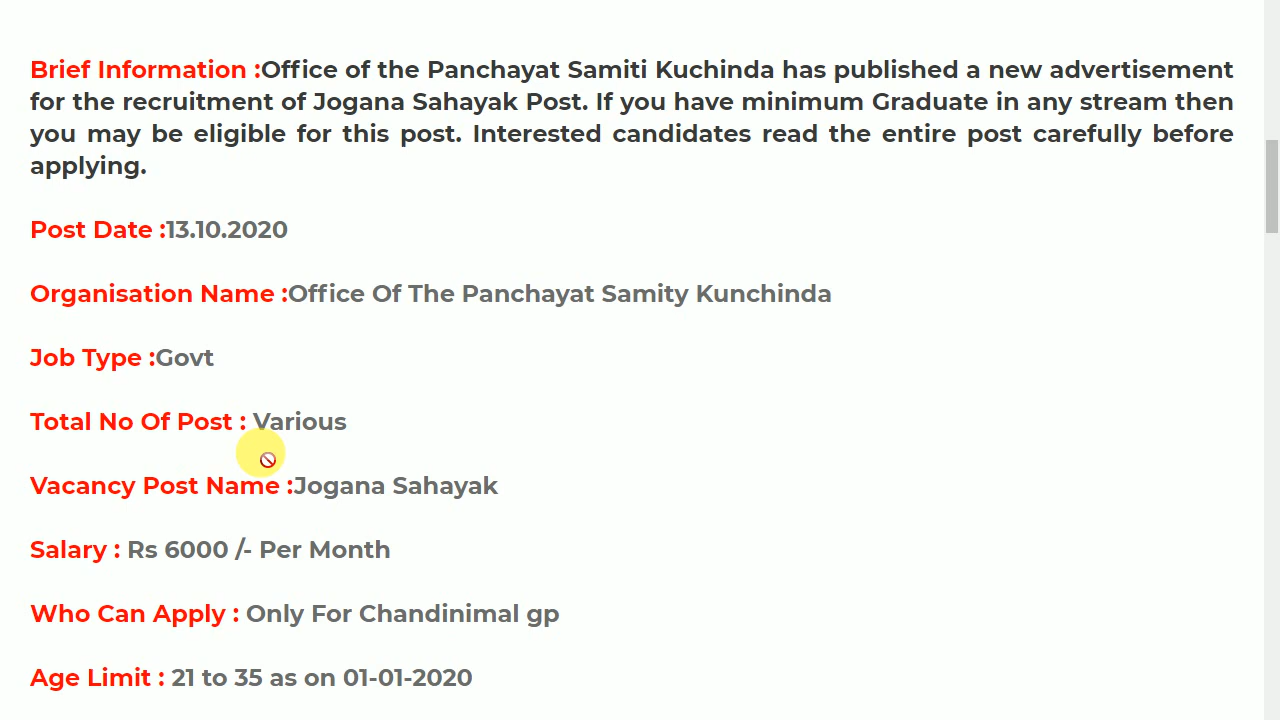 Brief Information :Office of the Panchayat Samiti Kuchinda has published a new advertisement
for the recruitment of Jogana Sahayak Post. If you have minimum Graduate in any stream then
you may be eligible for this post. Interested candidates read the entire post carefully before
applying.
Post Date :13.10.2020
Organisation Name :Office Of The Panchayat Samity Kunchinda
Job Type :Govt
Total No Of Post : Various
Vacancy Post Name :Jogana Sahayak
Salary : Rs 6000 /- Per Month
Who Can Apply : Only For Chandinimal gp
Age Limit : 21 to 35 as on 01-01-2020